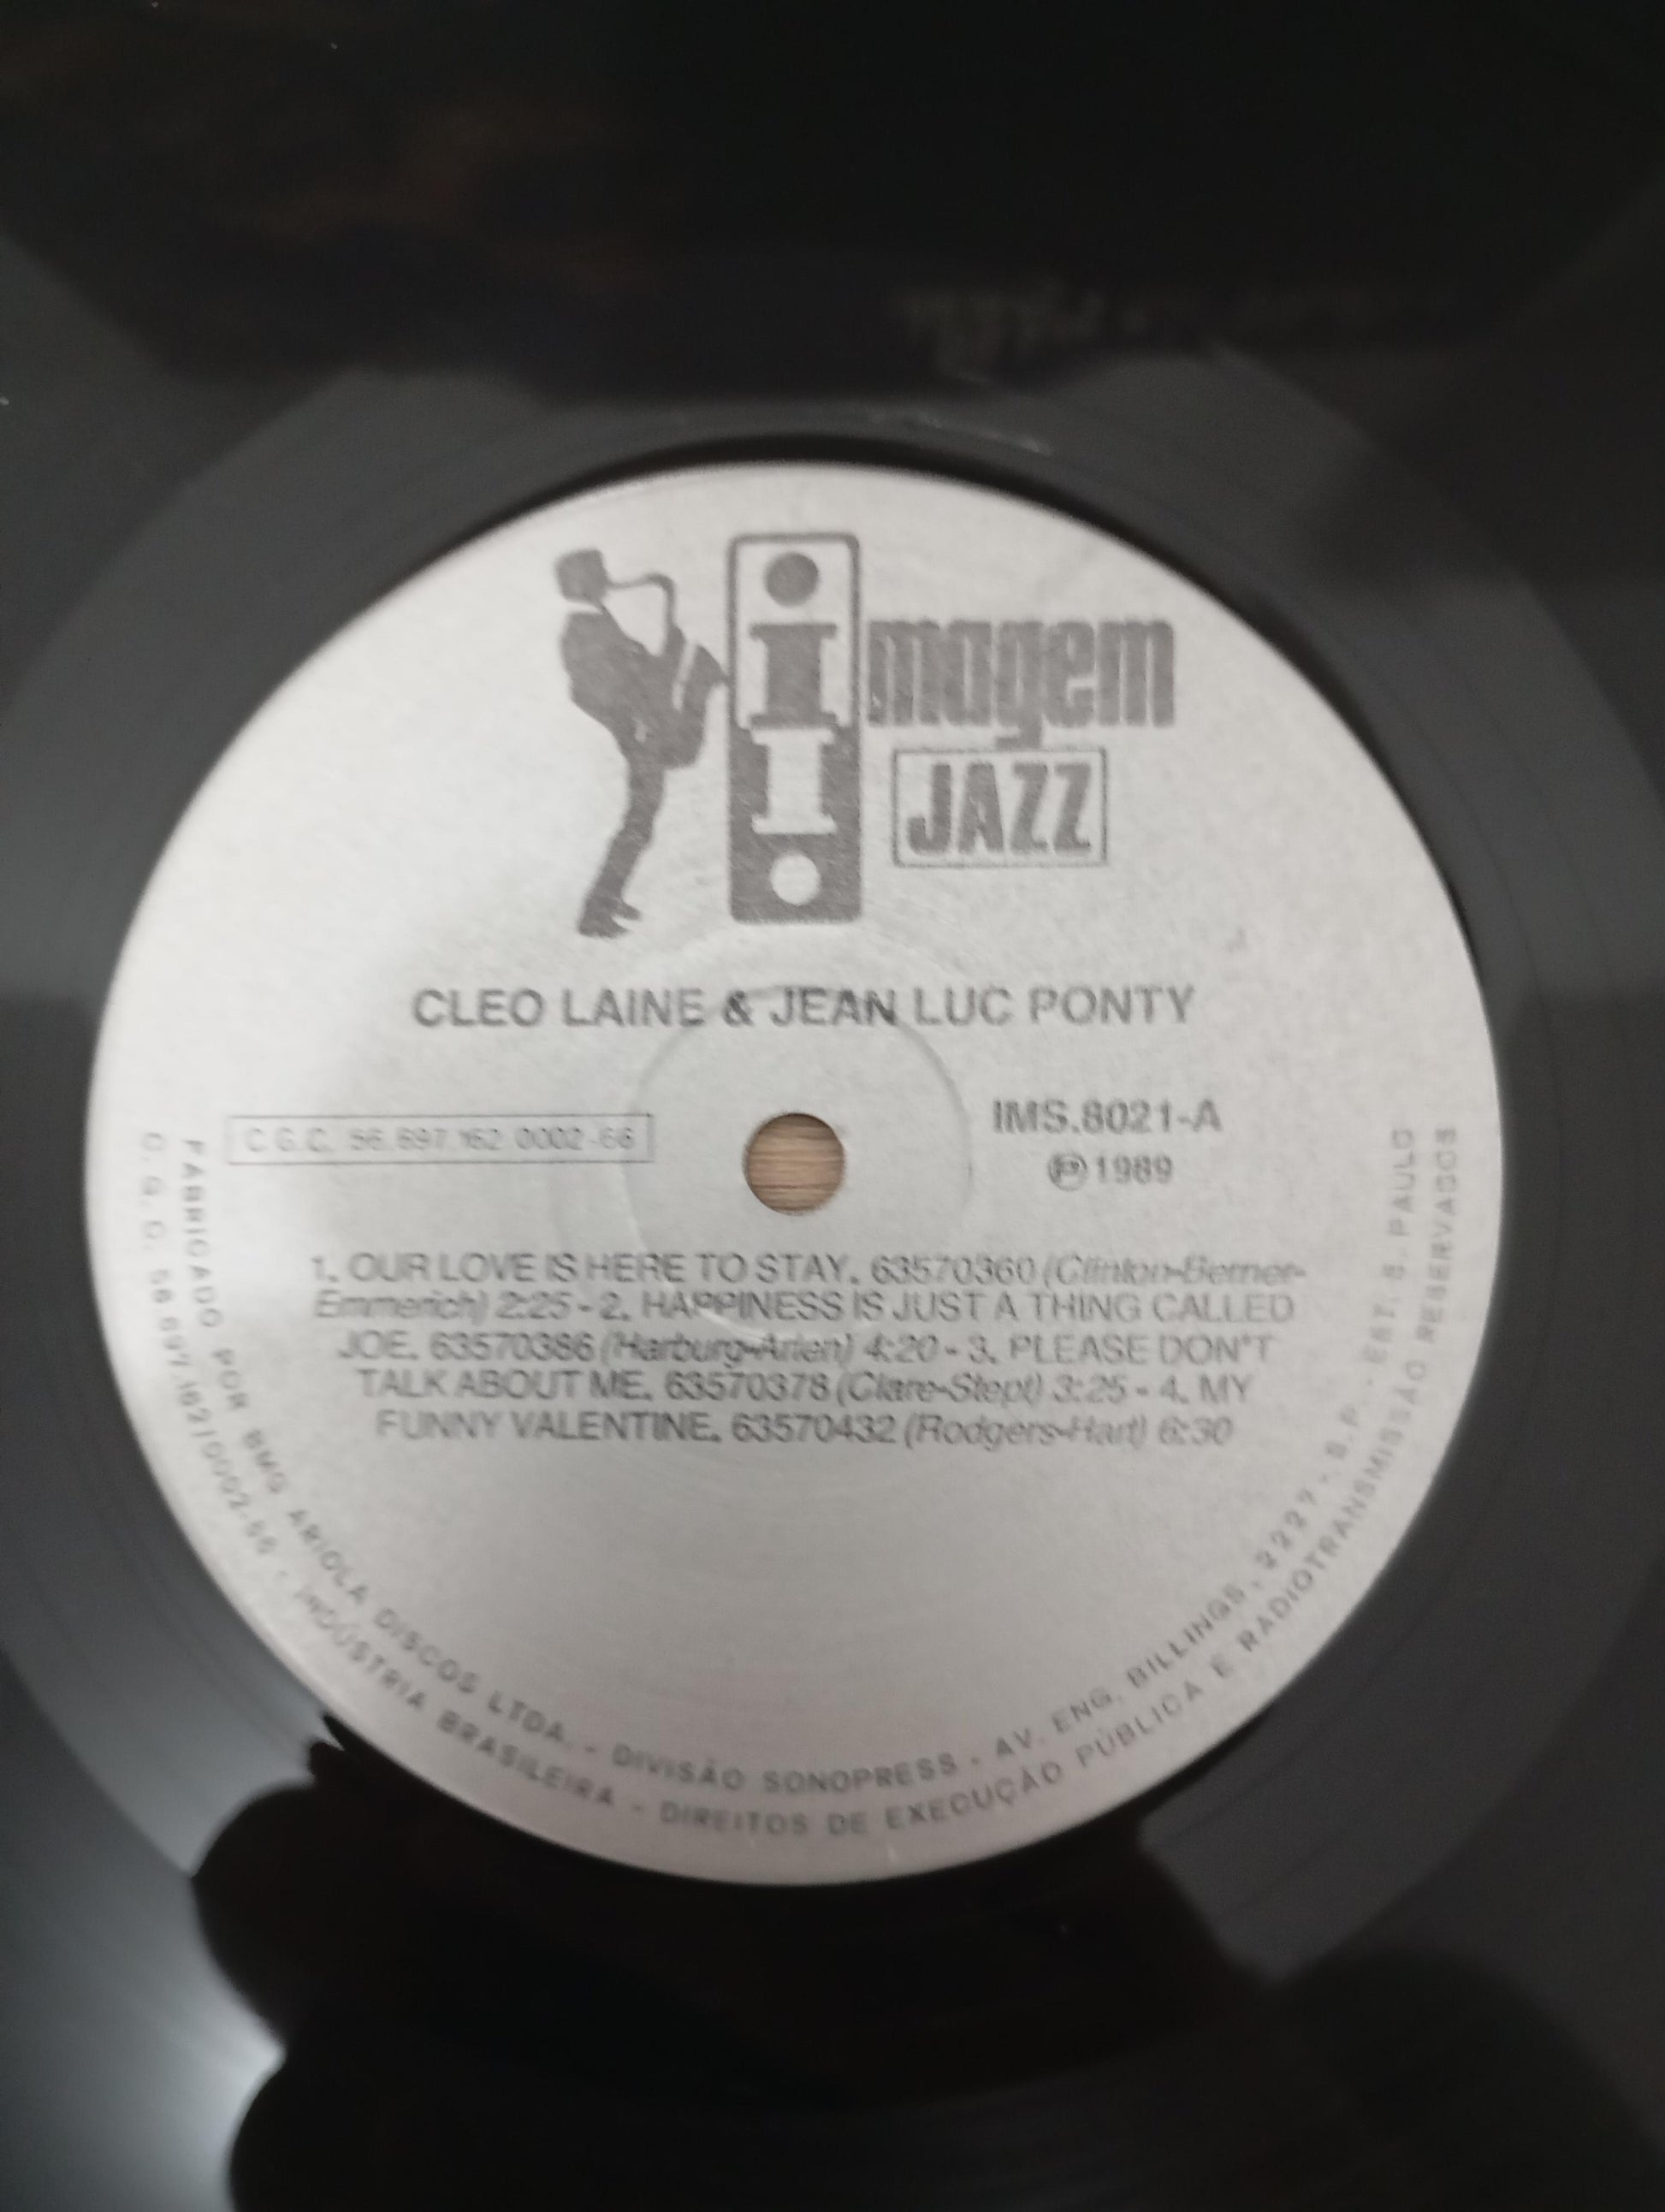 imagem
JAZZ
CLEO LAINE & JEAN LUC PONTY
C.G.C. 56.697.162 0002-66
IMS.8021-A
℗ 1989
1. OUR LOVE IS HERE TO STAY. 63570360 (Clinton-Berner-
Emmerich) 2:25 - 2. HAPPINESS IS JUST A THING CALLED
JOE. 63570386 (Harburg-Arlen) 4:20 - 3. PLEASE DON'T
TALK ABOUT ME. 63570378 (Clare-Stept) 3:25 - 4. MY
FUNNY VALENTINE. 63570432 (Rodgers-Hart) 6:30
FABRICADO POR BMG ARIOLA DISCOS LTDA. - DIVISÃO SONOPRESS - AV. ENG. BILLINGS, 2227 - S.P. - EST. S. PAULO
C.G.C. 56.697.162/0002-66 - INDÚSTRIA BRASILEIRA - DIREITOS DE EXECUÇÃO PÚBLICA E RADIOTRANSMISSÃO RESERVADOS